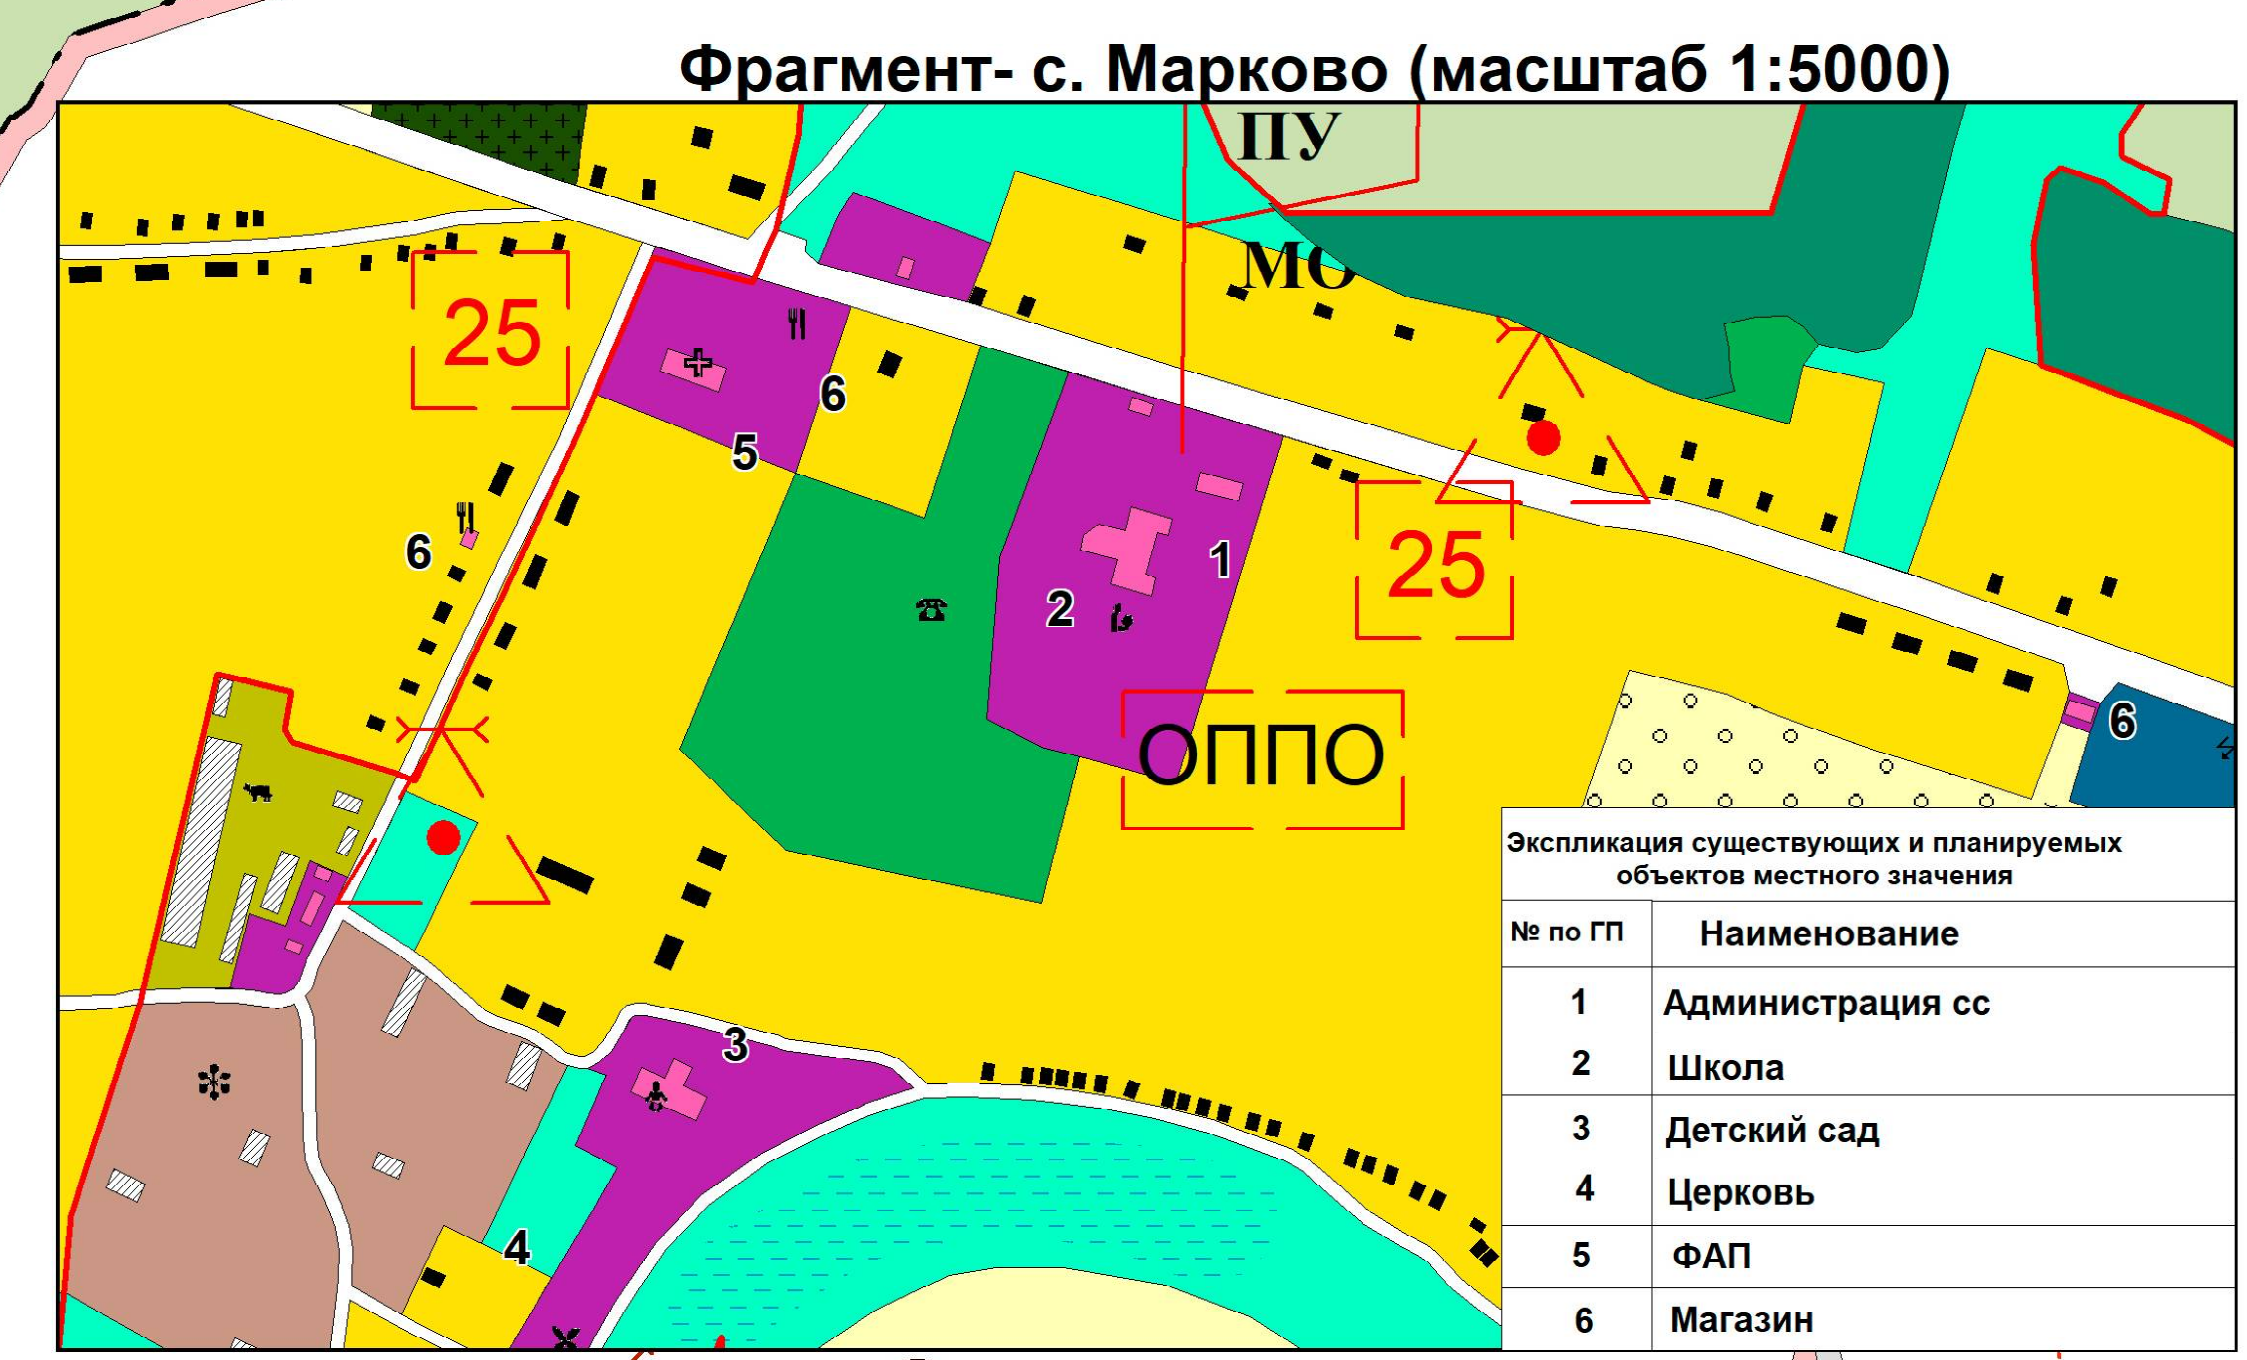 Фрагмент- с. Марково (масштаб 1:5000)
ПУ
МО
25
6
5
6
1
2
25
ОППО
6
3
4
Экспликация существующих и планируемых
объектов местного значения
№ по ГП Наименование
1 Администрация сс
2 Школа
3 Детский сад
4 Церковь
5 ФАП
6 Магазин